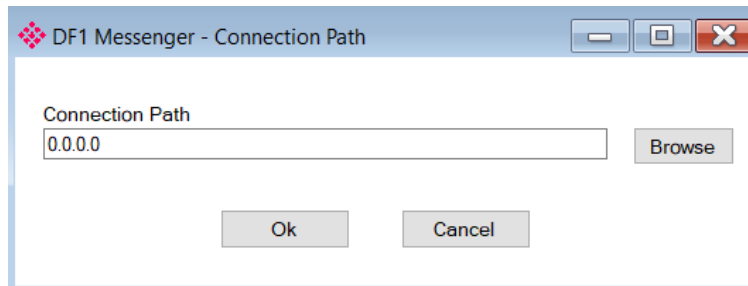 DF1 Messenger - Connection Path
Connection Path
0.0.0.0
Browse
Ok
Cancel